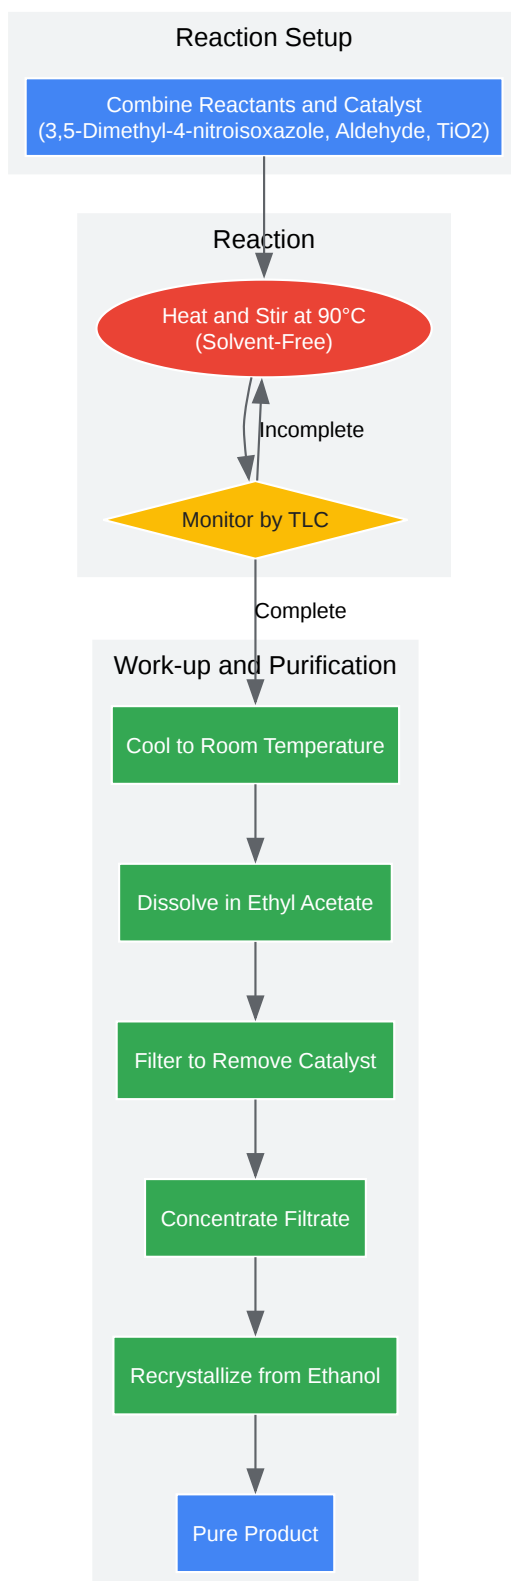 Reaction Setup
Combine Reactants and Catalyst
(3,5-Dimethyl-4-nitroisoxazole, Aldehyde, TiO2)
Reaction
Heat and Stir at 90°C
(Solvent-Free)
Incomplete
Monitor by TLC
Complete
Work-up and Purification
Cool to Room Temperature
Dissolve in Ethyl Acetate
Filter to Remove Catalyst
Concentrate Filtrate
Recrystallize from Ethanol
Pure Product